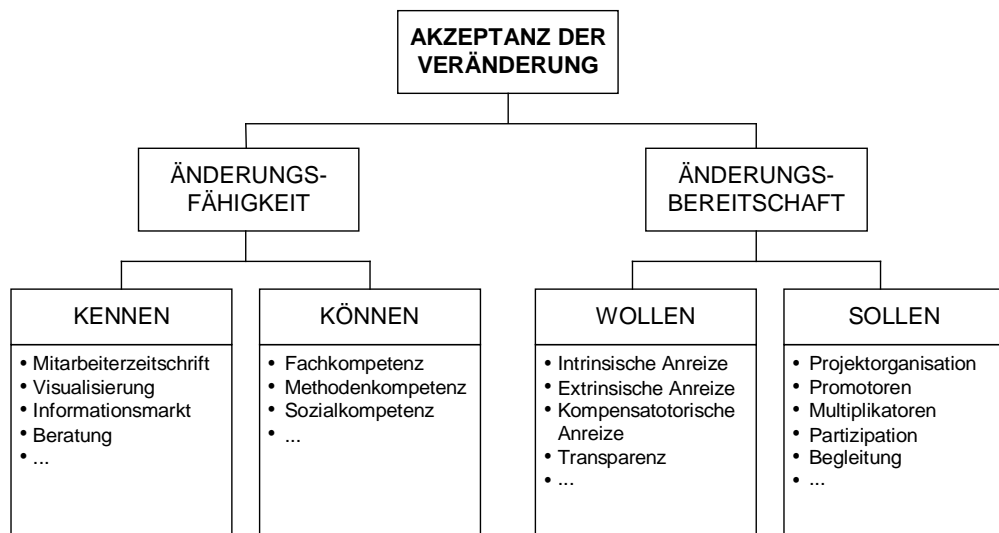 AKZEPTANZ DER
VERÄNDERUNG
ÄNDERUNGS-
FÄHIGKEIT
ÄNDERUNGS-
BEREITSCHAFT
KENNEN
• Mitarbeiterzeitschrift
• Visualisierung
• Informationsmarkt
• Beratung
• ...
KÖNNEN
• Fachkompetenz
• Methodenkompetenz
• Sozialkompetenz
• ...
WOLLEN
• Intrinsische Anreize
• Extrinsische Anreize
• Kompensatotorische
Anreize
• Transparenz
• ...
SOLLEN
• Projektorganisation
• Promotoren
• Multiplikatoren
• Partizipation
• Begleitung
• ...